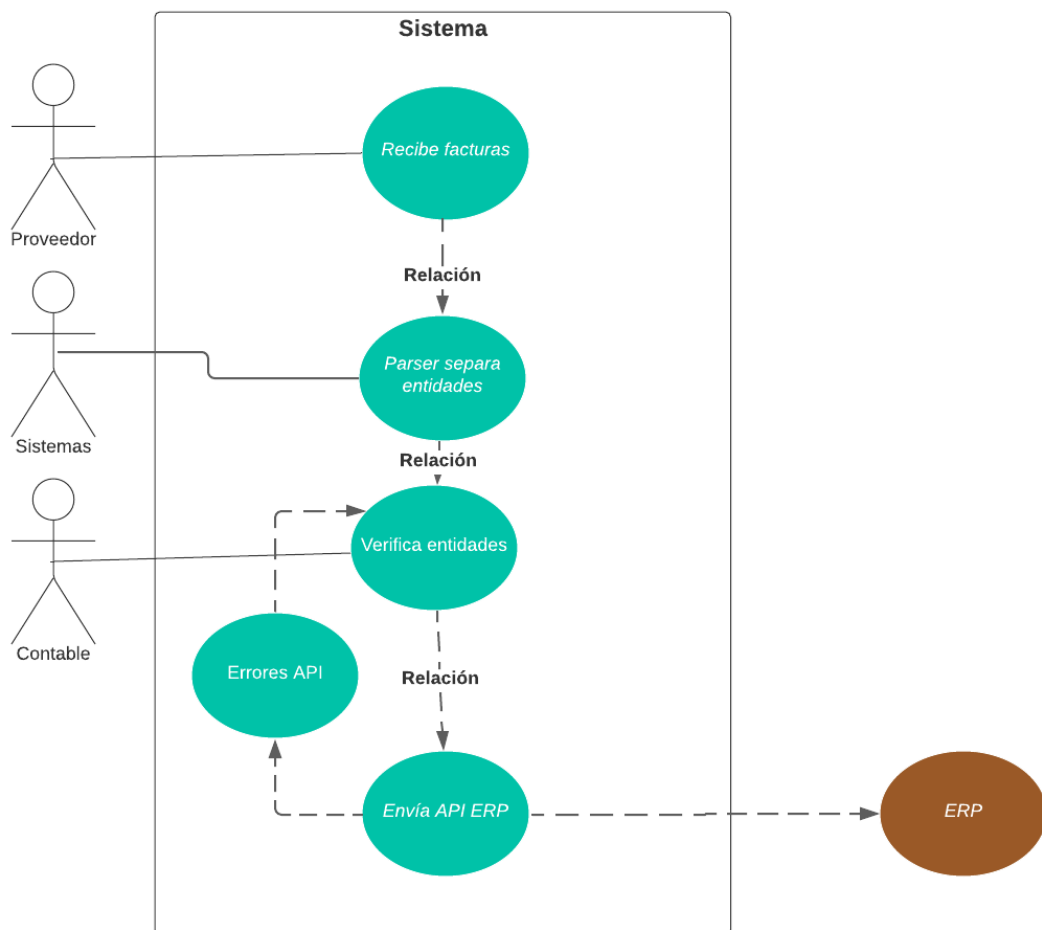 Sistema
Recibe facturas
Proveedor
Relación
Parser separa
entidades
Sistemas
Relación
Verifica entidades
Contable
Errores API
Relación
Envía API ERP
ERP